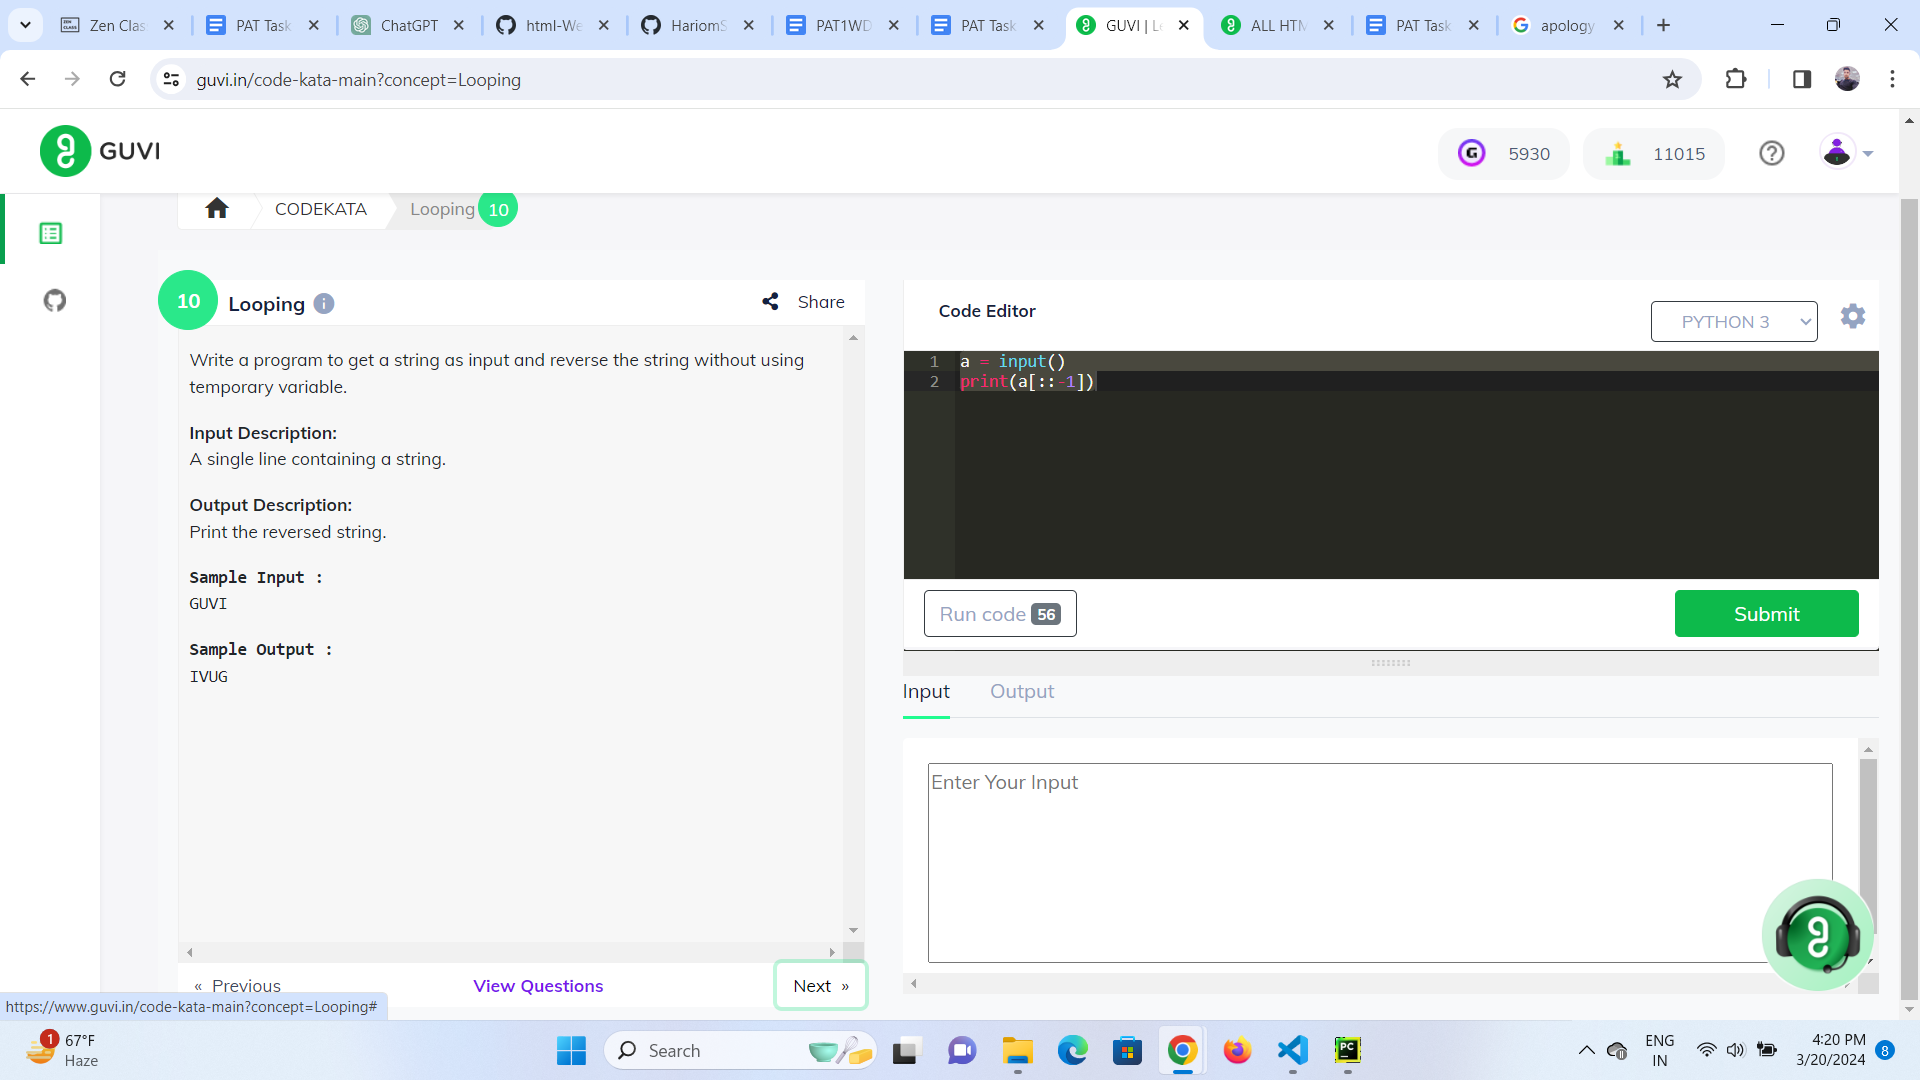 Zen Clas
PAT Task
ChatGPT
html-We
HariomS
PAT1WD
PAT Task
GUVI | Le
ALL HTM
PAT Task
apology
guvi.in/code-kata-main?concept=Looping
GUVI
5930
11015
CODEKATA
Looping 10
10
Looping
Share
Write a program to get a string as input and reverse the string without using
temporary variable.
Input Description:
A single line containing a string.
Output Description:
Print the reversed string.
Sample Input :
GUVI
Sample Output :
IVUG
« Previous
View Questions
Next »
https://www.guvi.in/code-kata-main?concept=Looping#
Code Editor
PYTHON 3
1 a = input()
2 print(a[::-1])
Run code 56
Submit
Input
Output
Enter Your Input
1
67°F
Haze
Search
PC
ENG
IN
4:20 PM
3/20/2024
8